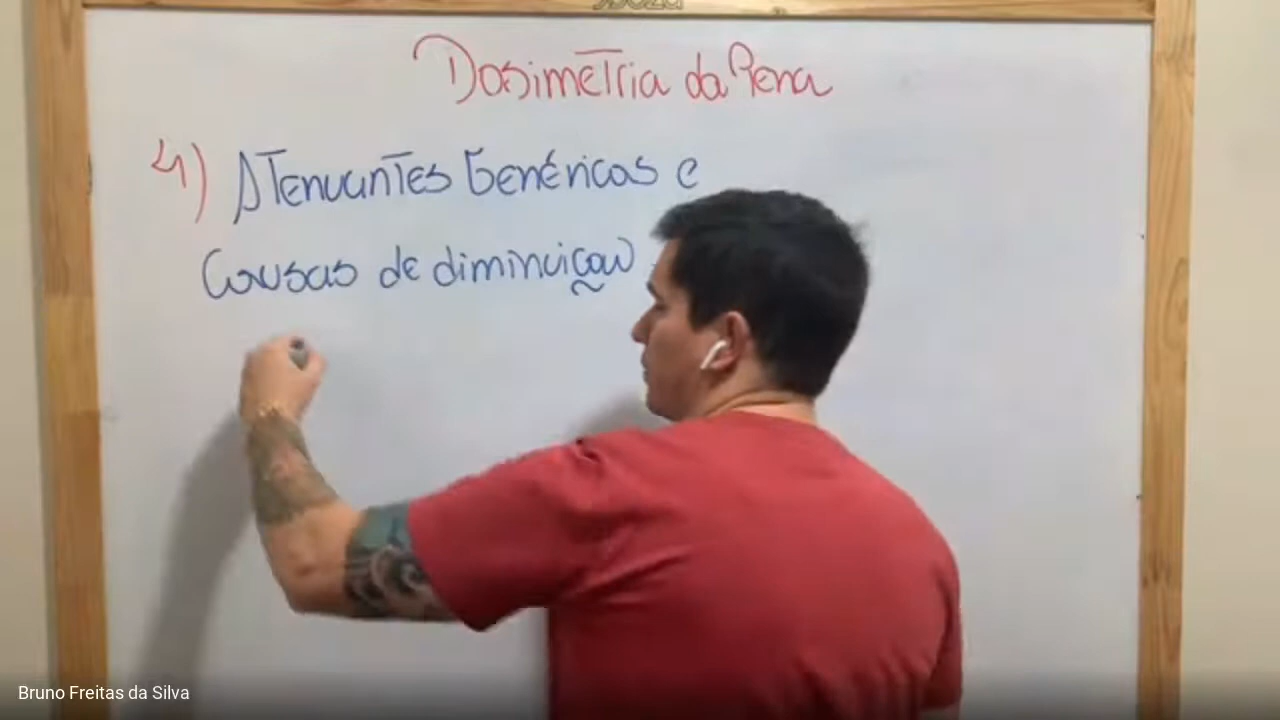 Dosimetria da Pena
4) Atenuantes Genéricas e
Causas de diminuição
Bruno Freitas da Silva